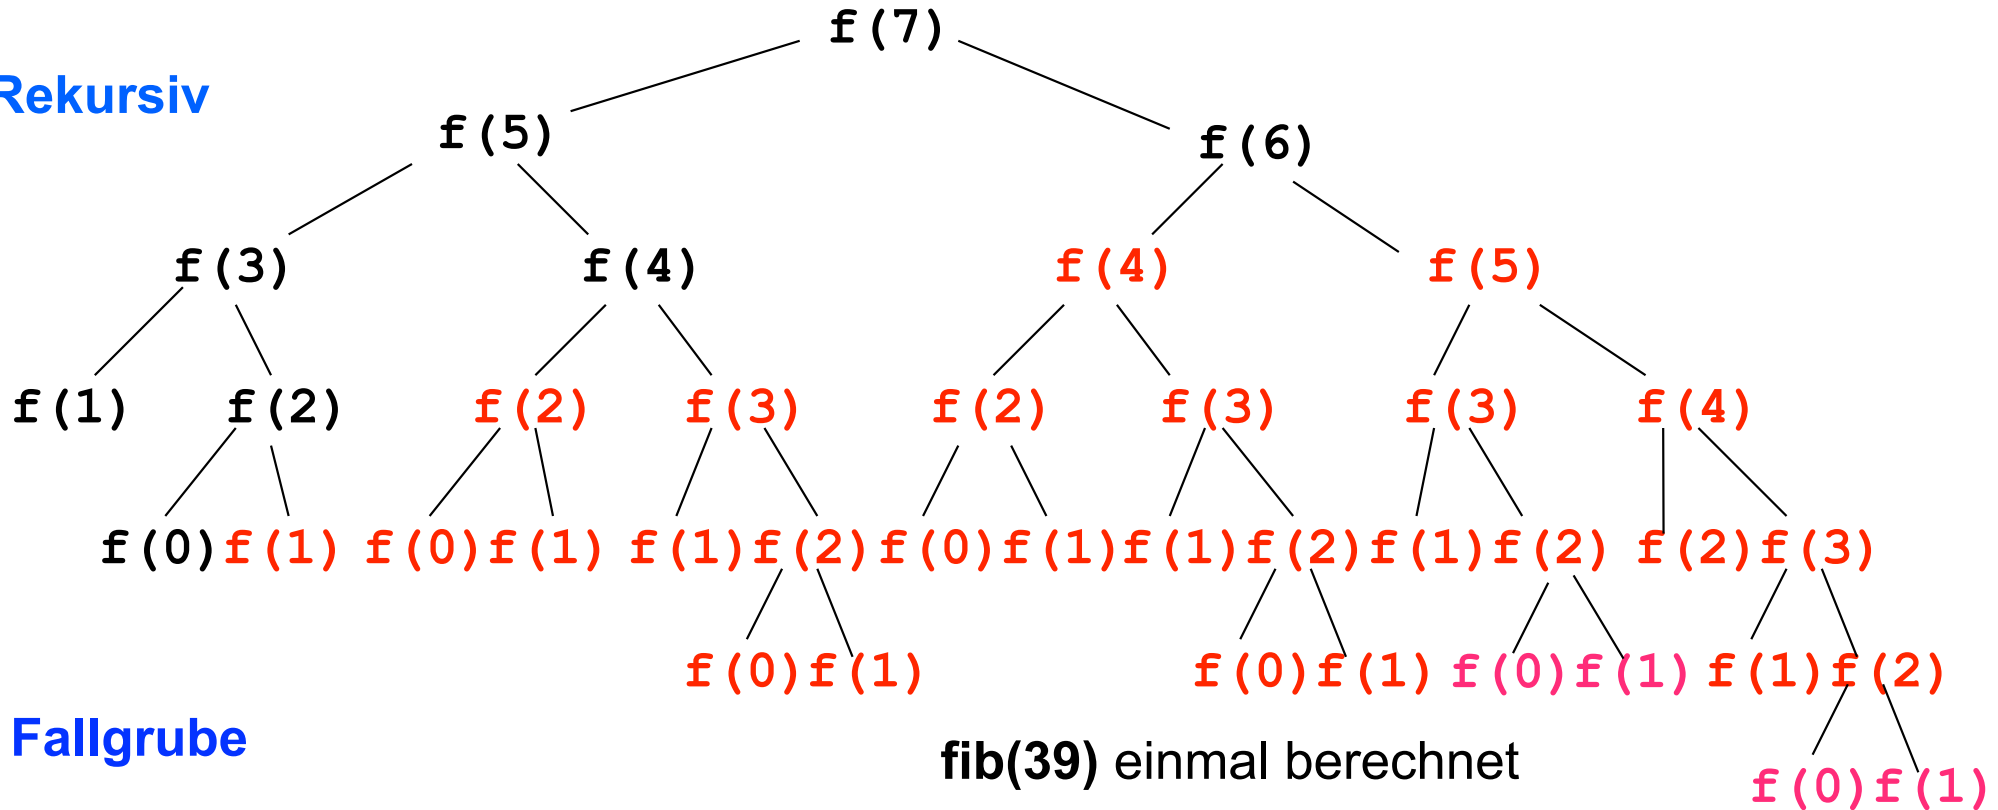 f(7)
Rekursiv
f(5) f(6)
f(3) f(4) f(4) f(5)
f(1) f(2) f(2) f(3) f(2) f(3) f(3) f(4)
f(0) f(1) f(0) f(1) f(1) f(2) f(0) f(1) f(1) f(2) f(1) f(2) f(2) f(3)
f(0) f(1) f(0) f(1) f(0) f(1) f(1) f(2)
Fallgrube
fib(39) einmal berechnet
f(0) f(1)